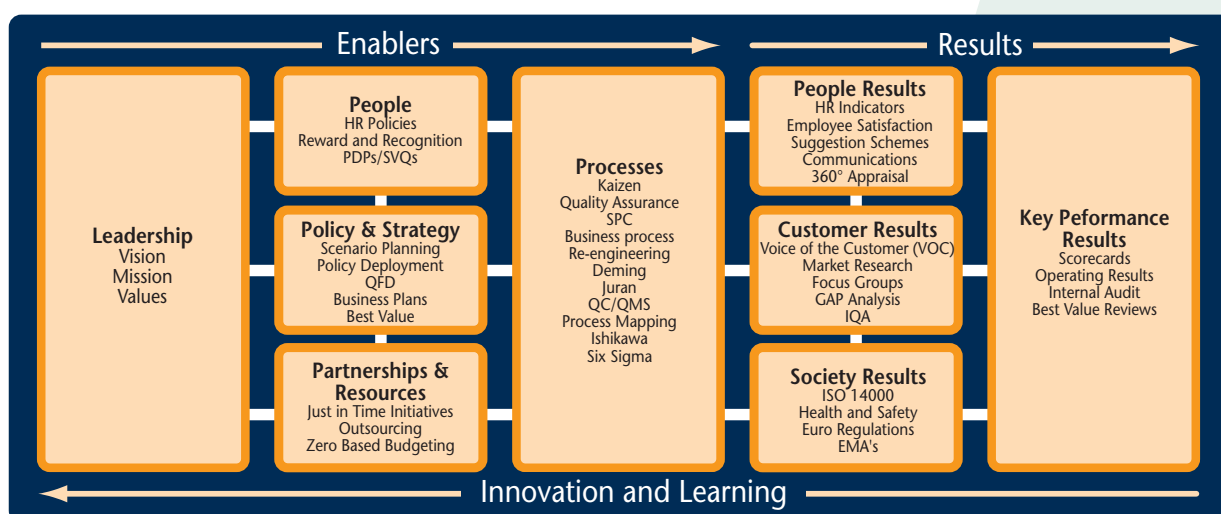 Enablers
Results
Leadership
Vision
Mission
Values
People
HR Policies
Reward and Recognition
PDPs/SVQs
Policy & Strategy
Scenario Planning
Policy Deployment
QFD
Business Plans
Best Value
Partnerships &
Resources
Just in Time Initiatives
Outsourcing
Zero Based Budgeting
Processes
Kaizen
Quality Assurance
SPC
Business process
Re-engineering
Deming
Juran
QC/QMS
Process Mapping
Ishikawa
Six Sigma
People Results
HR Indicators
Employee Satisfaction
Suggestion Schemes
Communications
360° Appraisal
Customer Results
Voice of the Customer (VOC)
Market Research
Focus Groups
GAP Analysis
IQA
Society Results
ISO 14000
Health and Safety
Euro Regulations
EMA's
Key Peformance
Results
Scorecards
Operating Results
Internal Audit
Best Value Reviews
Innovation and Learning